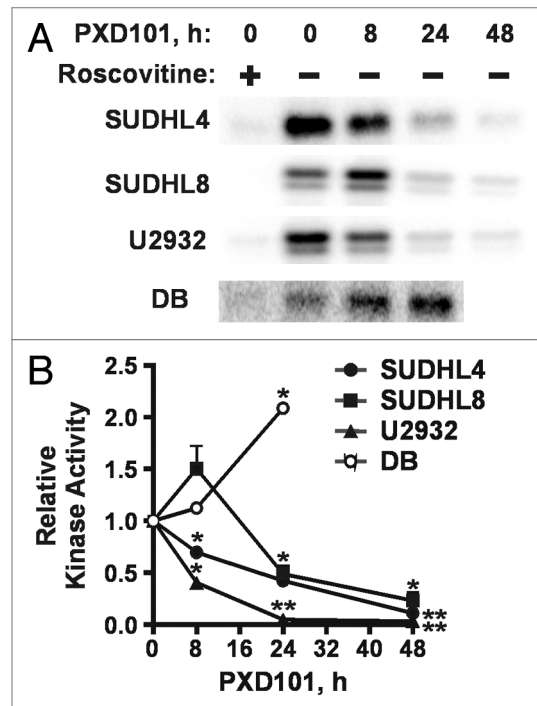 A
PXD101, h: 0 0 8 24 48
Roscovitine: + – – – –
SUDHL4
SUDHL8
U2932
DB
B
2.5
2.0
1.5
1.0
0.5
0.0
Relative
Kinase Activity
SUDHL4
SUDHL8
U2932
DB
*
*
*
*
**
*
**
**
0 8 16 24 32 40 48
PXD101, h